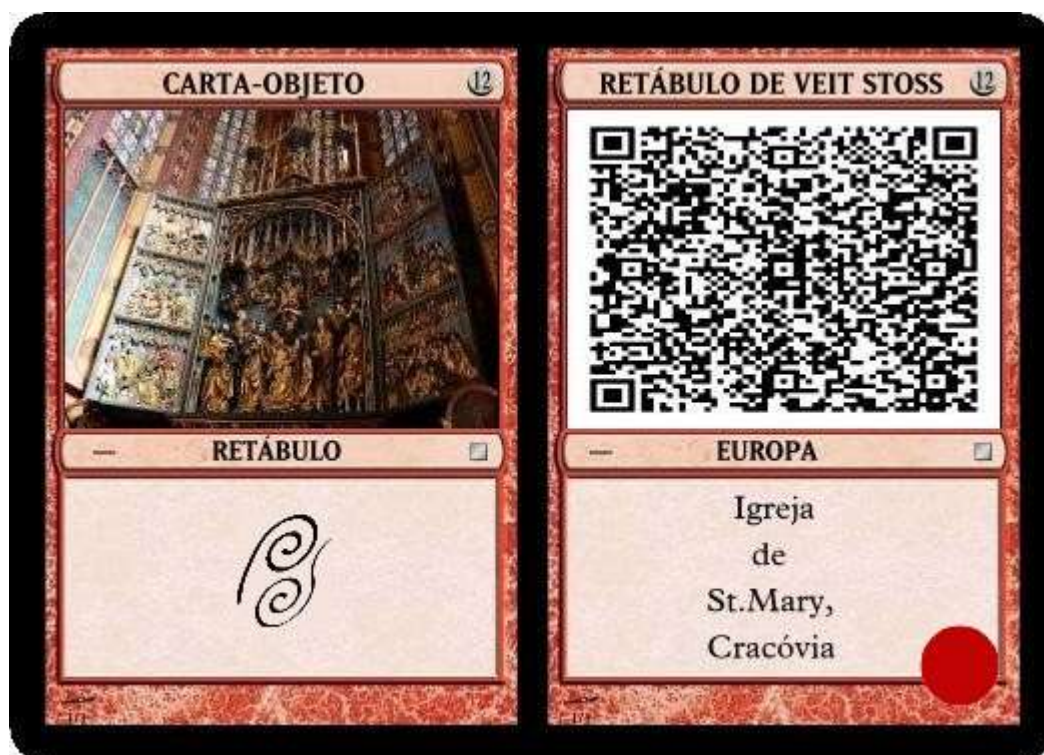 CARTA-OBJETO 12
RETÁBULO
RETÁBULO DE VEIT STOSS 12
EUROPA
Igreja
de
St.Mary,
Cracóvia